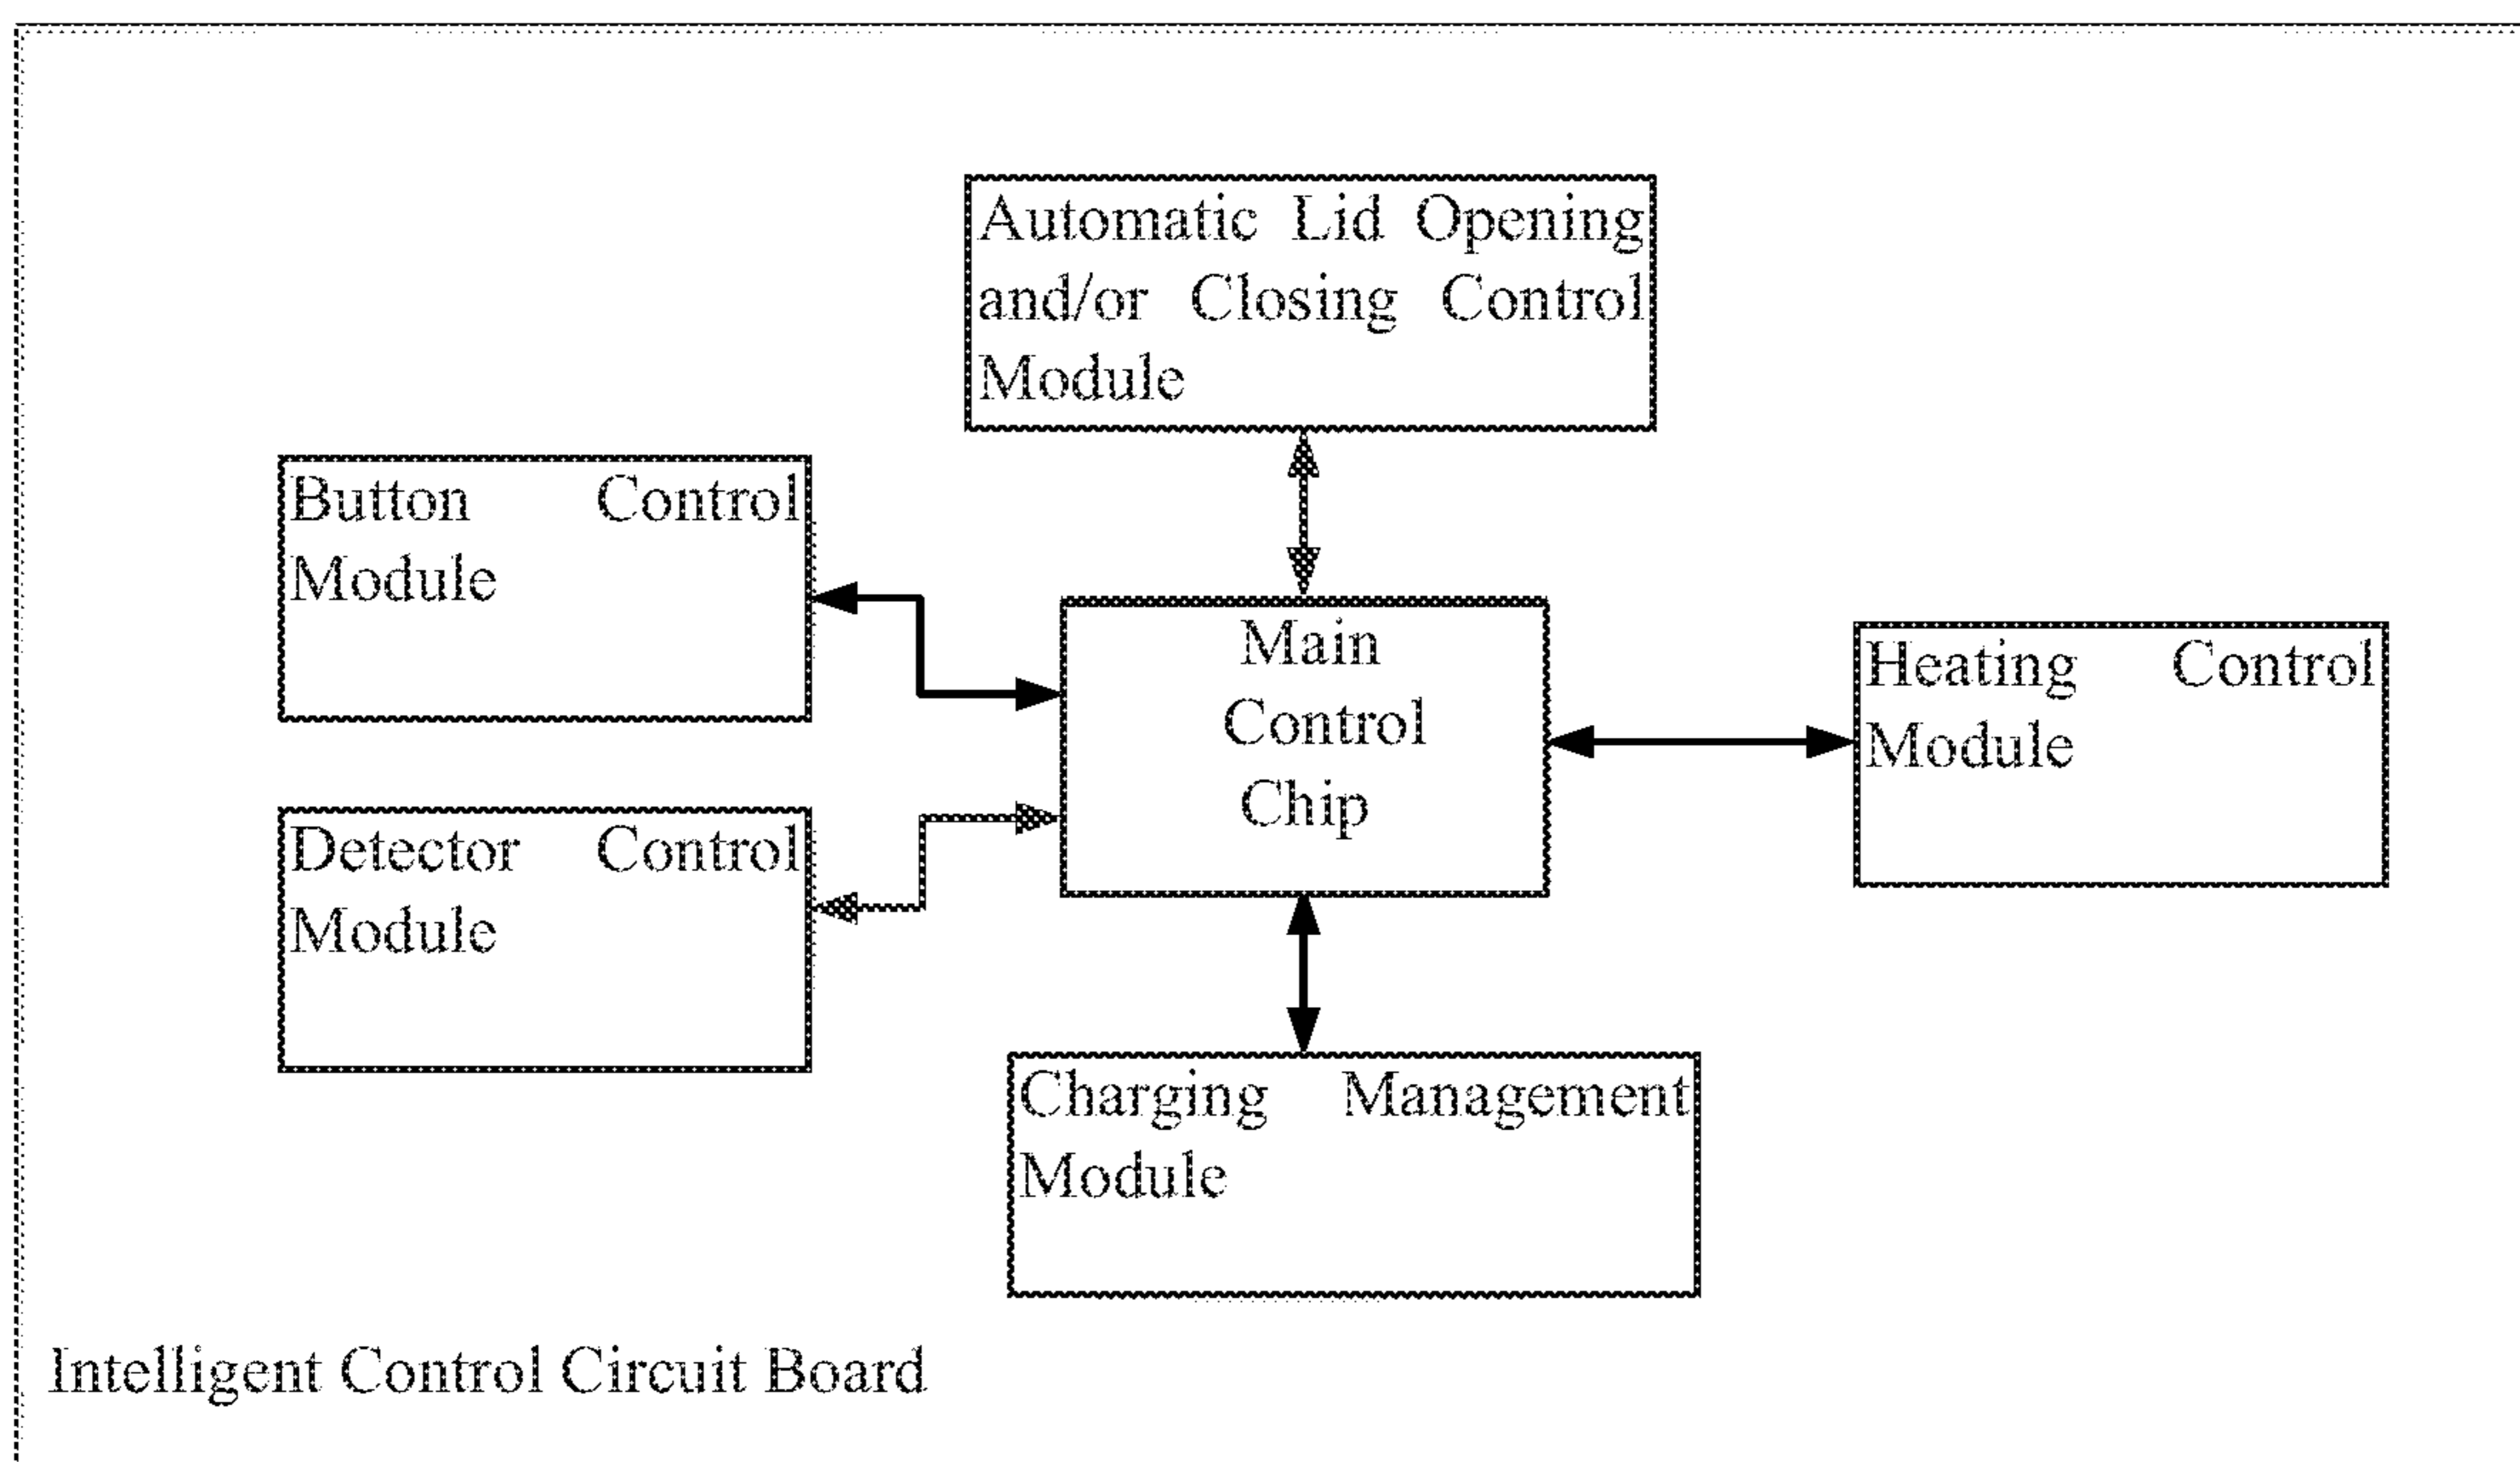 Automatic Lid Opening
and/or Closing Control
Module
Button Control
Module
Main
Control
Chip
Heating Control
Module
Detector Control
Module
Charging Management
Module
Intelligent Control Circuit Board